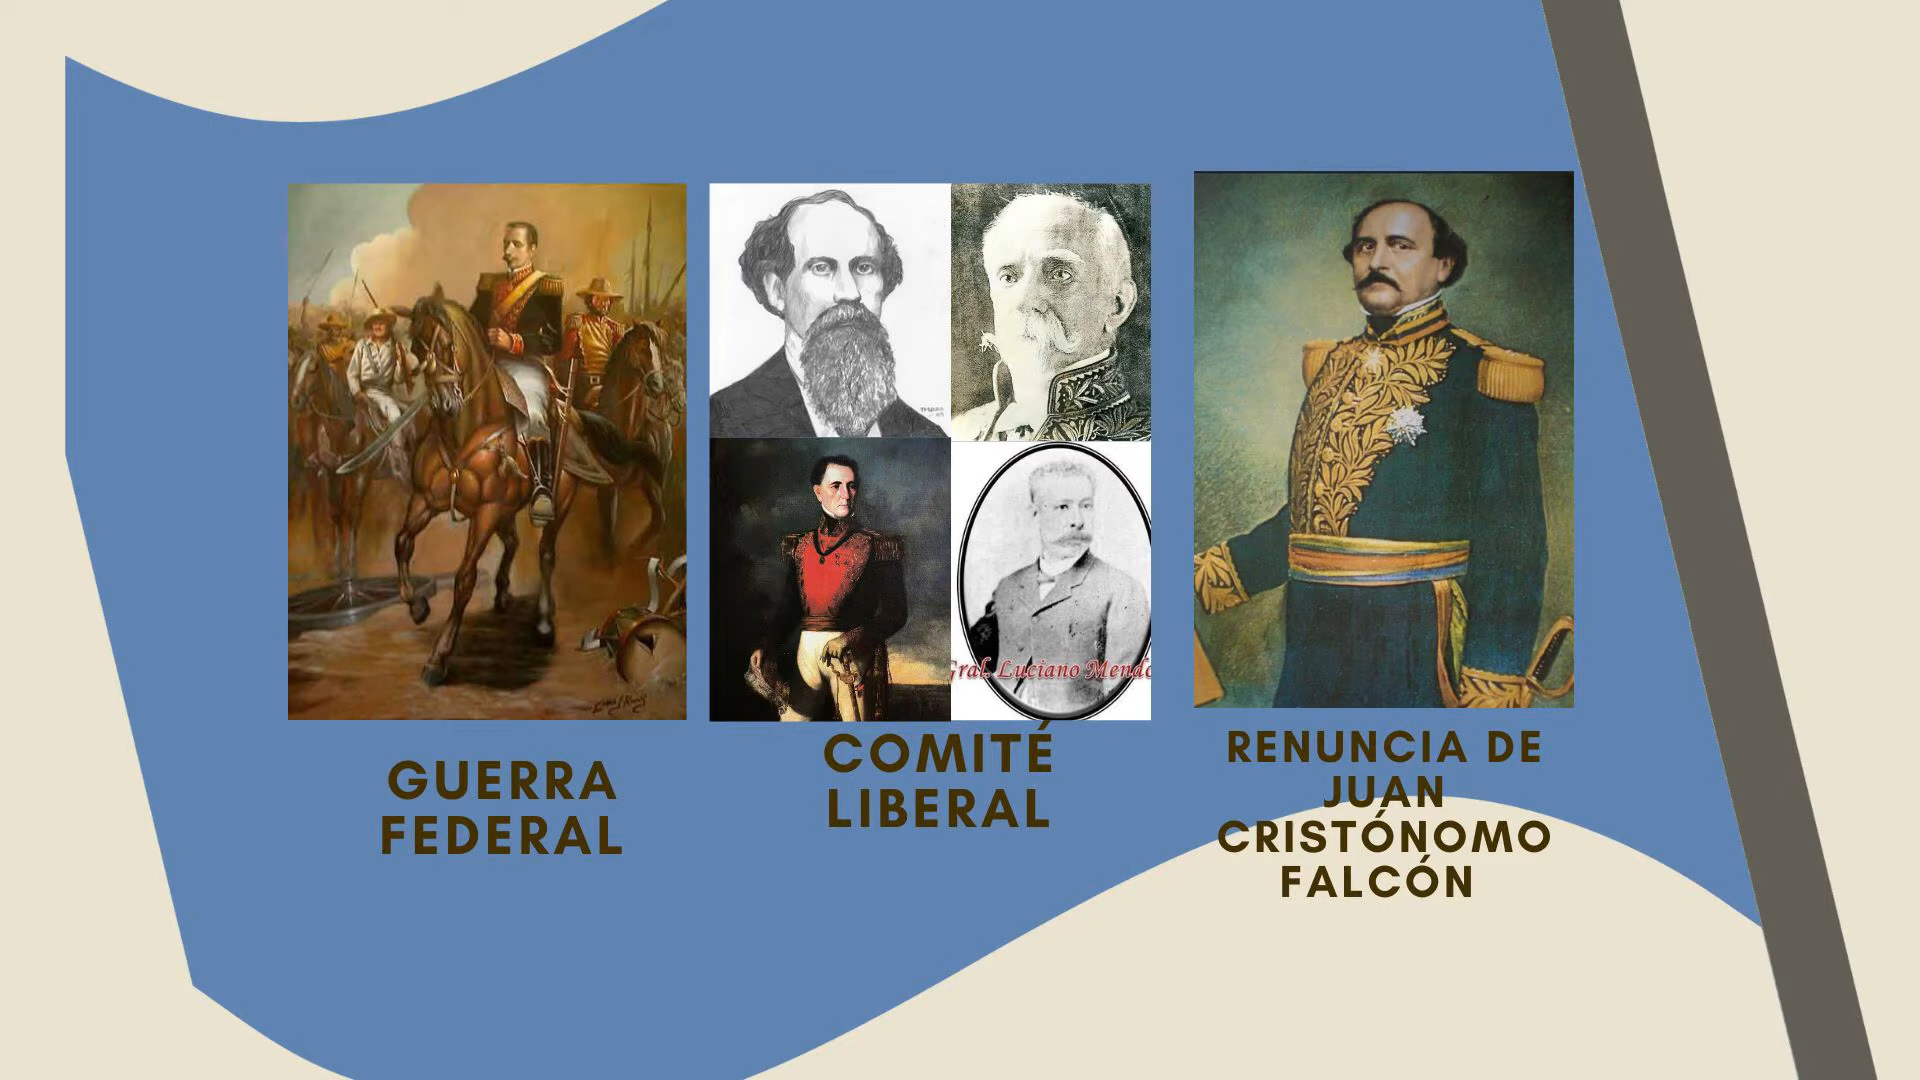 Gral. Luciano Mendo
GUERRA
FEDERAL
COMITÉ
LIBERAL
RENUNCIA DE
JUAN
CRISTÓNOMO
FALCÓN